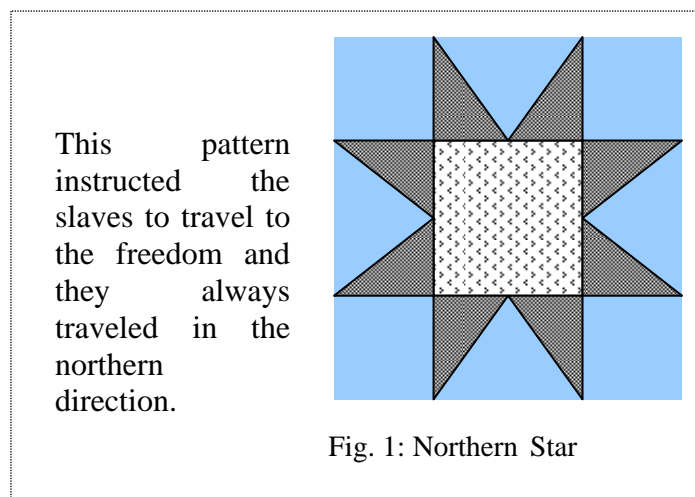 This pattern
instructed the
slaves to travel to
the freedom and
they always
traveled in the
northern
direction.
Fig. 1: Northern Star